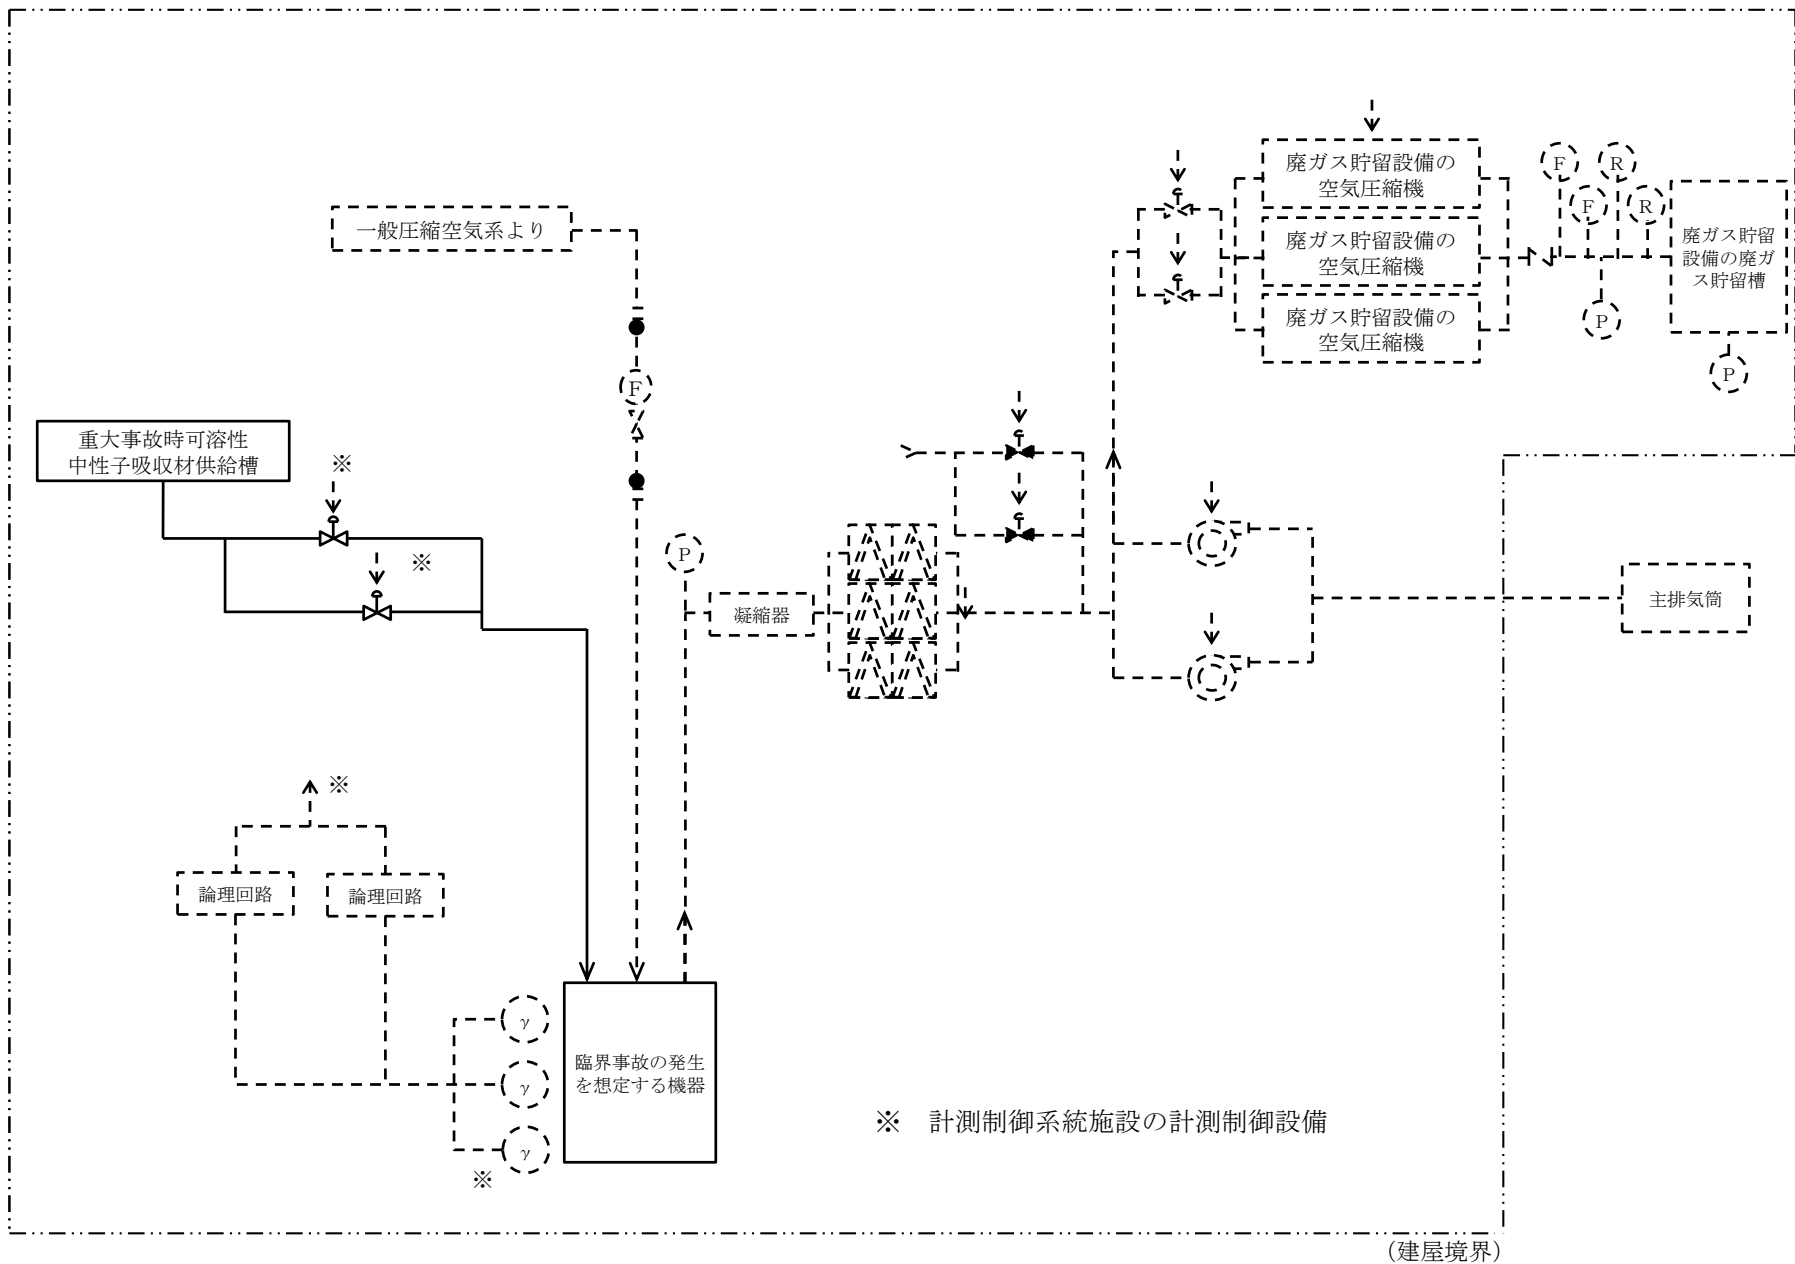 廃ガス貯留設備の
空気圧縮機
廃ガス貯留設備の
空気圧縮機
廃ガス貯留設備の
空気圧縮機
F
R
F
R
廃ガス貯留
設備の廃ガ
ス貯留槽
P
P
一般圧縮空気系より
F
重大事故時可溶性
中性子吸収材供給槽
※
※
P
凝縮器
主排気筒
※
論理回路
論理回路
γ
γ
γ
※
臨界事故の発生
を想定する機器
※ 計測制御系統施設の計測制御設備
(建屋境界)